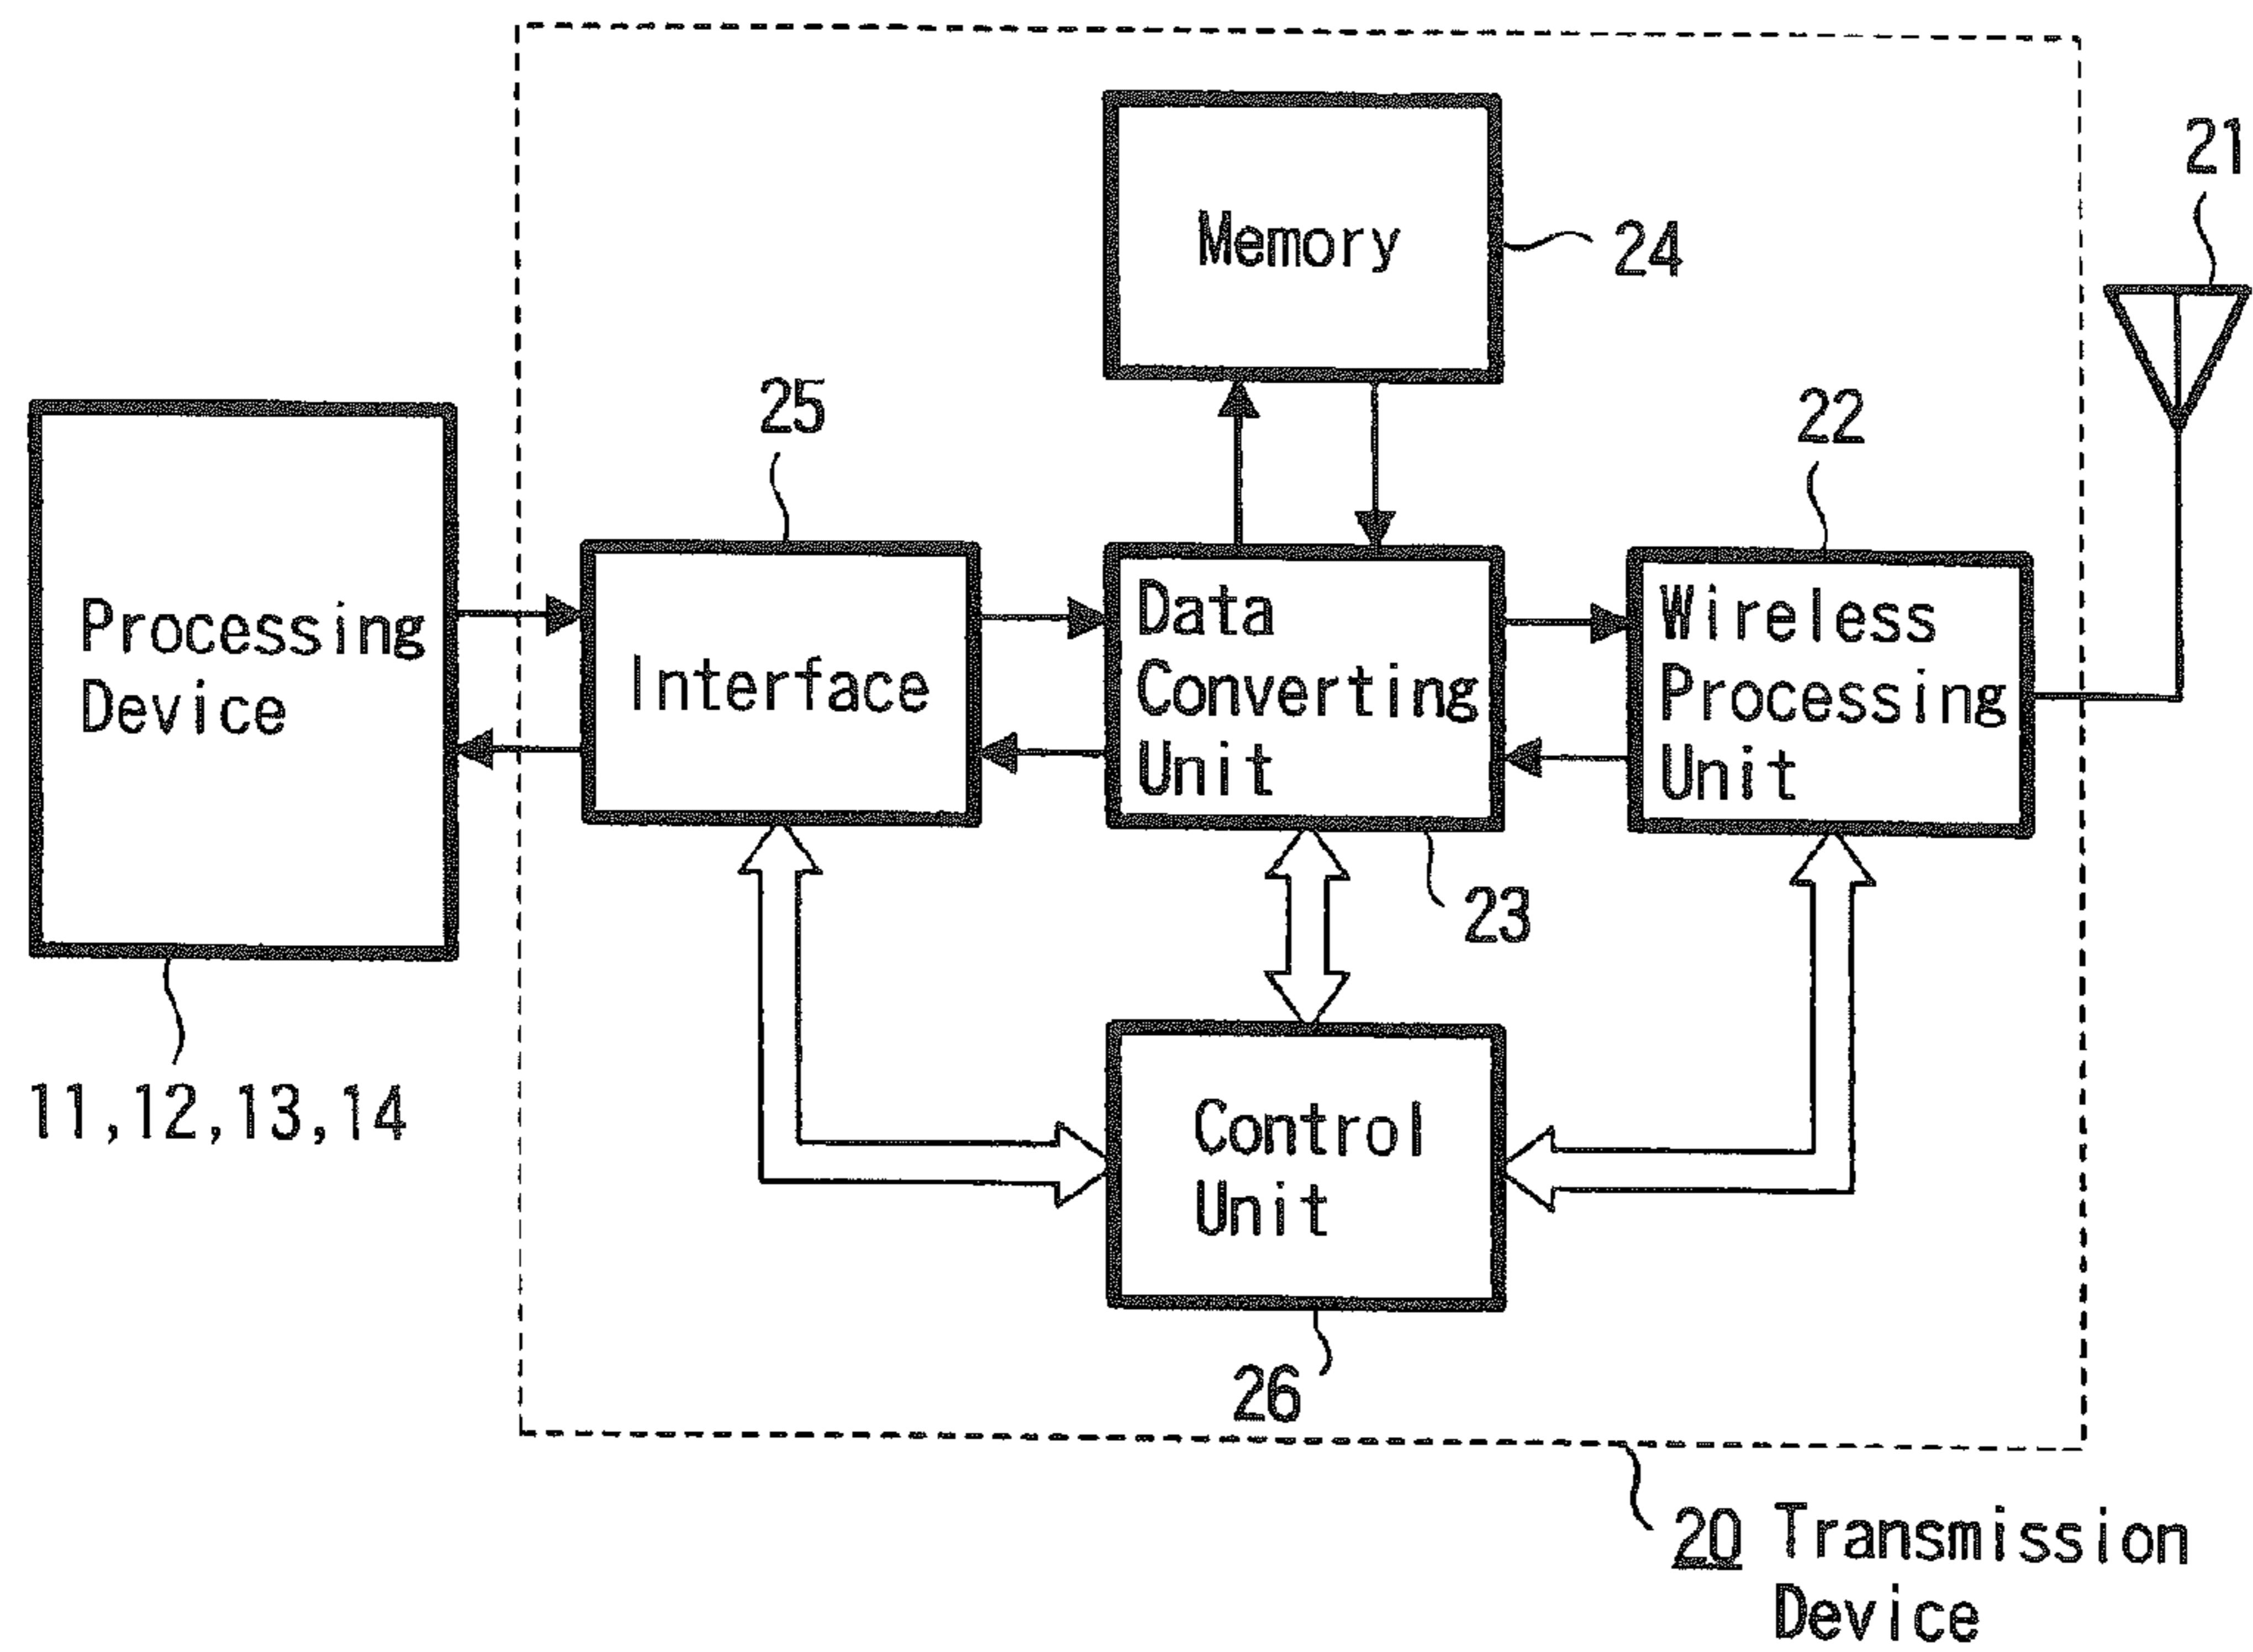 21
Memory
24
25
22
Processing
Device
Interface
Data
Converting
Unit
Wireless
Processing
Unit
23
11,12,13,14
Control
Unit
26
20 Transmission
Device